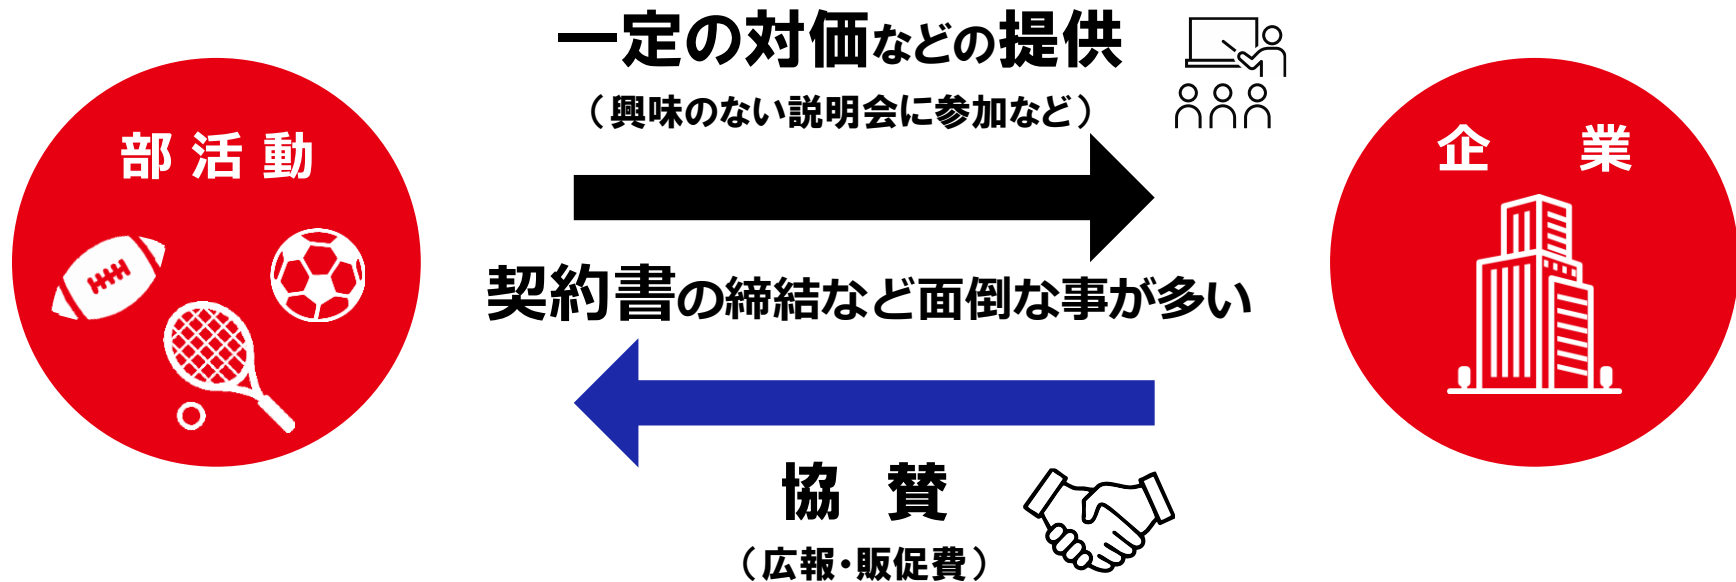 一定の対価などの提供
（興味のない説明会に参加など）
部活動
企業
契約書の締結など面倒な事が多い
協賛
（広報・販促費）